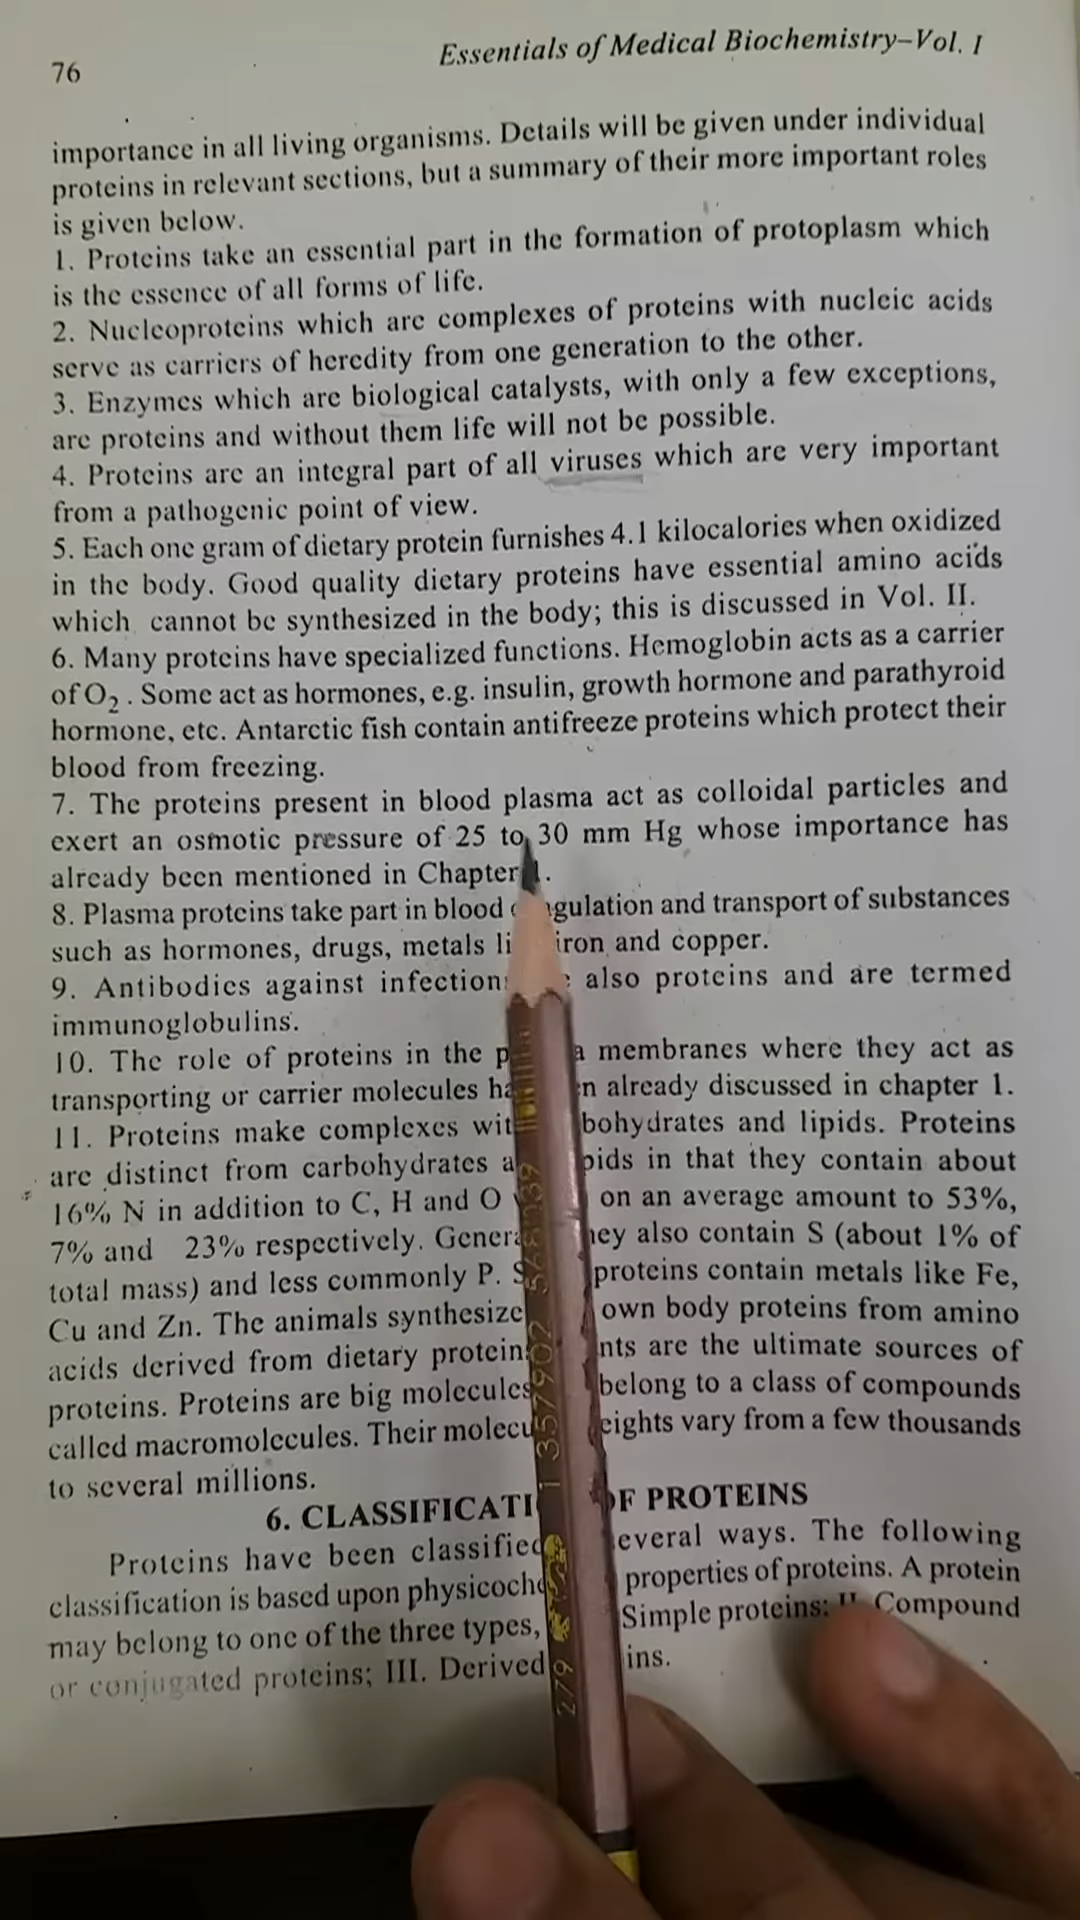 76
Essentials of Medical Biochemistry–Vol. I
importance in all living organisms. Details will be given under individual
proteins in relevant sections, but a summary of their more important roles
is given below.
1. Proteins take an essential part in the formation of protoplasm which
is the essence of all forms of life.
2. Nucleoproteins which are complexes of proteins with nucleic acids
serve as carriers of heredity from one generation to the other.
3. Enzymes which are biological catalysts, with only a few exceptions,
are proteins and without them life will not be possible.
4. Proteins are an integral part of all viruses which are very important
from a pathogenic point of view.
5. Each one gram of dietary protein furnishes 4.1 kilocalories when oxidized
in the body. Good quality dietary proteins have essential amino acids
which cannot be synthesized in the body; this is discussed in Vol. II.
6. Many proteins have specialized functions. Hemoglobin acts as a carrier
of O₂. Some act as hormones, e.g. insulin, growth hormone and parathyroid
hormone, etc. Antarctic fish contain antifreeze proteins which protect their
blood from freezing.
7. The proteins present in blood plasma act as colloidal particles and
exert an osmotic pressure of 25 to 30 mm Hg whose importance has
already been mentioned in Chapter 1.
8. Plasma proteins take part in blood and transport of substances
such as hormones, drugs, metals iron and copper.
9. Antibodies against also proteins and are termed
immunoglobulins.
10. The role of proteins in the membranes where they act as
transporting or carrier molecules already discussed in chapter 1.
11. Proteins make complexes and lipids. Proteins
are distinct from carbohydrates in that they contain about
16% N in addition to C, H and O on an average amount to 53%,
7% and 23% respectively. also contain S (about 1% of
total mass) and less commonly P. proteins contain metals like Fe,
Cu and Zn. The animals synthesize own body proteins from amino
acids derived from dietary are the ultimate sources of
proteins. Proteins are big molecules belong to a class of compounds
called macromolecules. Their vary from a few thousands
to several millions.
6. OF PROTEINS
Proteins have been classified ways. The following
classification is based upon properties of proteins. A protein
may belong to one of the three types, Simple proteins; II. Compound
or conjugated proteins; III. Derived
1357902 279